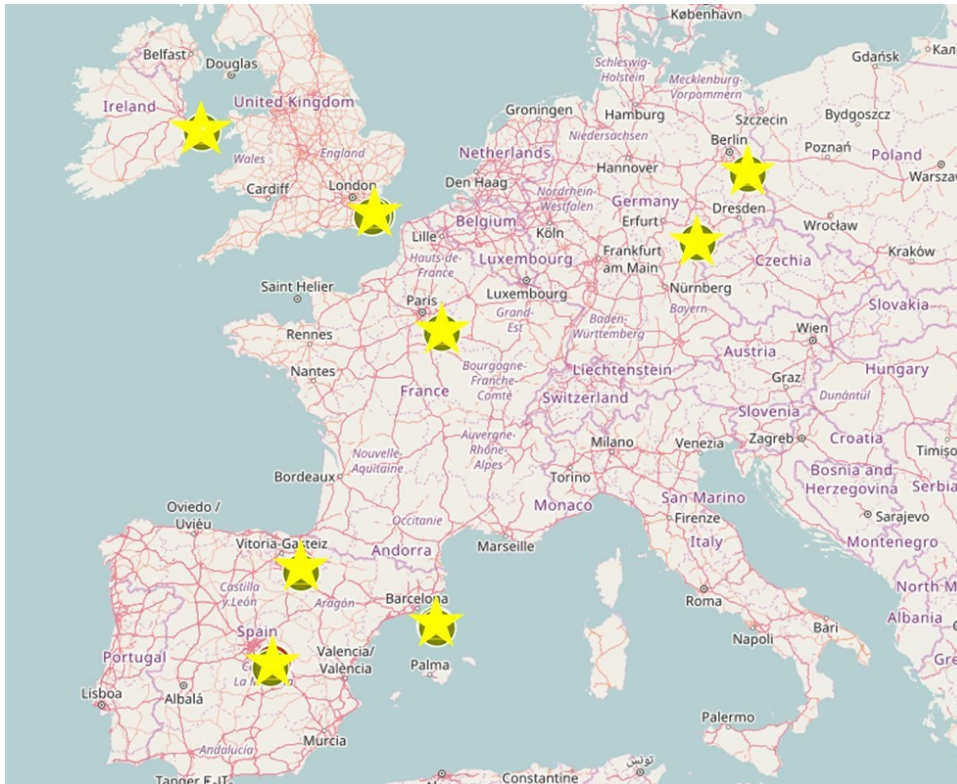 København
Schleswig-
Holstein
Mecklenburg-
Vorpommern
Gdańsk
Belfast
Douglas
Hamburg
Szczecin
Bydgoszcz
Ireland
United Kingdom
Groningen
Niedersachsen
Berlin
Poznań
Poland
Wales
England
Netherlands
Hannover
Cardiff
London
Den Haag
Nordrhein-
Westfalen
Germany
Dresden
Belgium
Köln
Erfurt
Wrocław
Lille
Hauts-de-
France
Luxembourg
Frankfurt
am Main
Czechia
Kraków
Saint Helier
Paris
Luxembourg
Nürnberg
Slovakia
Rennes
Grand-
Est
Baden-
Württemberg
Bayern
Wien
Nantes
Bourgogne-
Franche-
Comté
Liechtenstein
Austria
Hungary
France
Switzerland
Graz
Dunántúl
Slovenia
Nouvelle-
Aquitaine
Auvergne-
Rhône-
Alpes
Milano
Venezia
Zagreb
Croatia
Bordeaux
Torino
Bosnia and
Herzegovina
Monaco
San Marino
Oviedo /
Uviéu
Occitanie
Firenze
Sarajevo
Vitoria-Gasteiz
Andorra
Marseille
Italy
Montenegro
Castilla
y León
Aragón
Barcelona
Roma
Albania
Spain
Napoli
Bari
Portugal
Valencia/
València
Palma
Lisboa
Albalá
Murcia
Palermo
Andalucía
Constantine
تونس